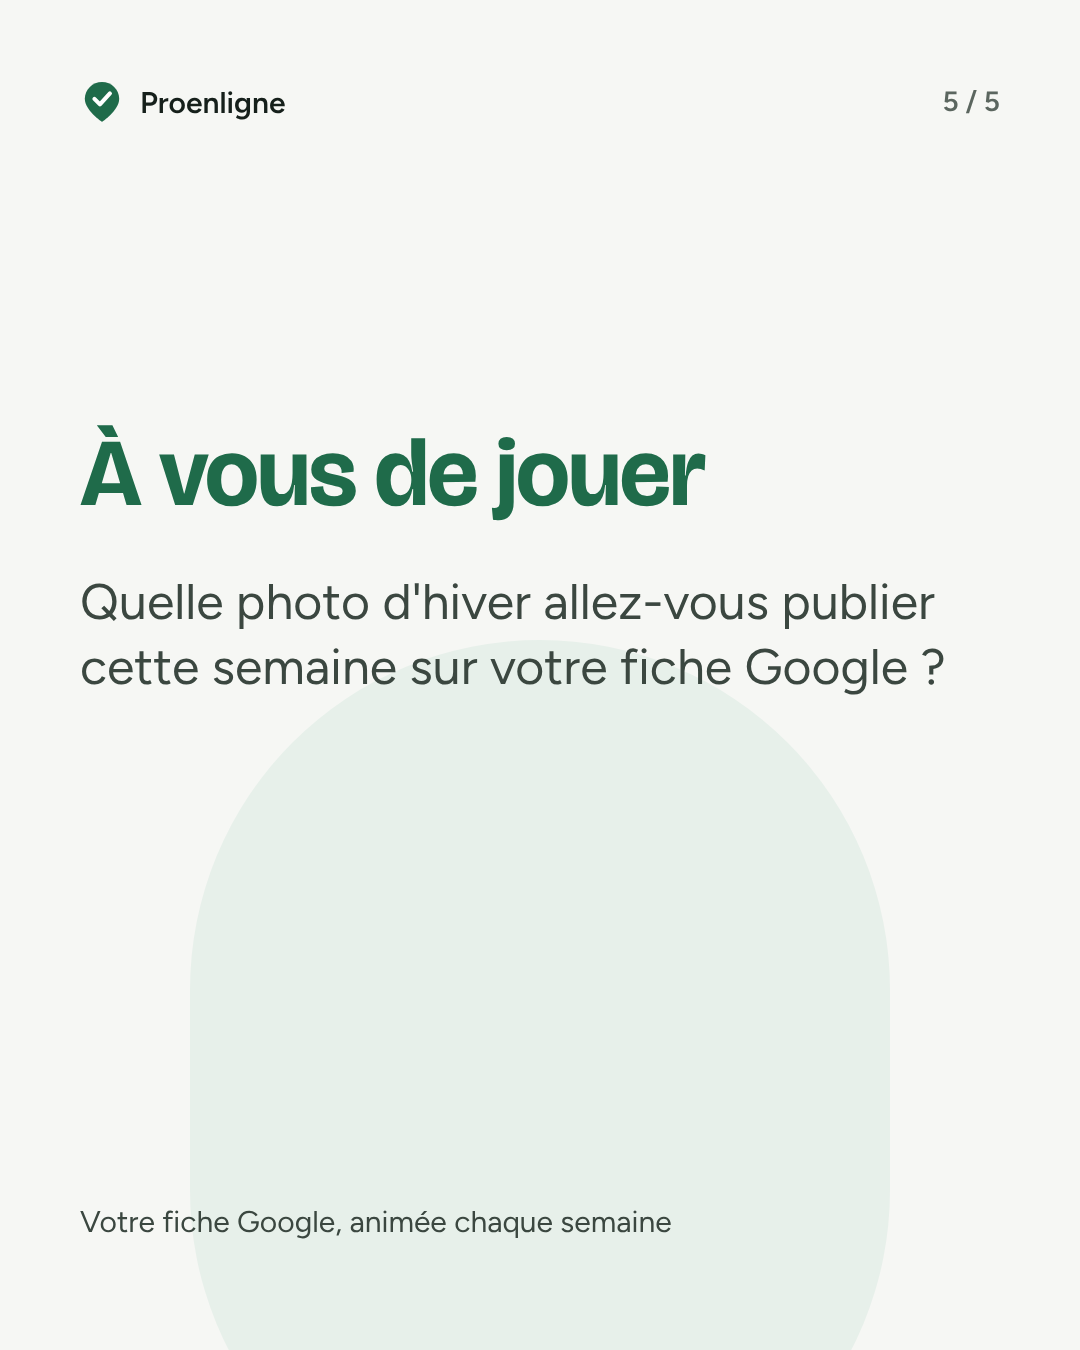 Proenligne
5 / 5
À vous de jouer
Quelle photo d'hiver allez-vous publier
cette semaine sur votre fiche Google ?
Votre fiche Google, animée chaque semaine